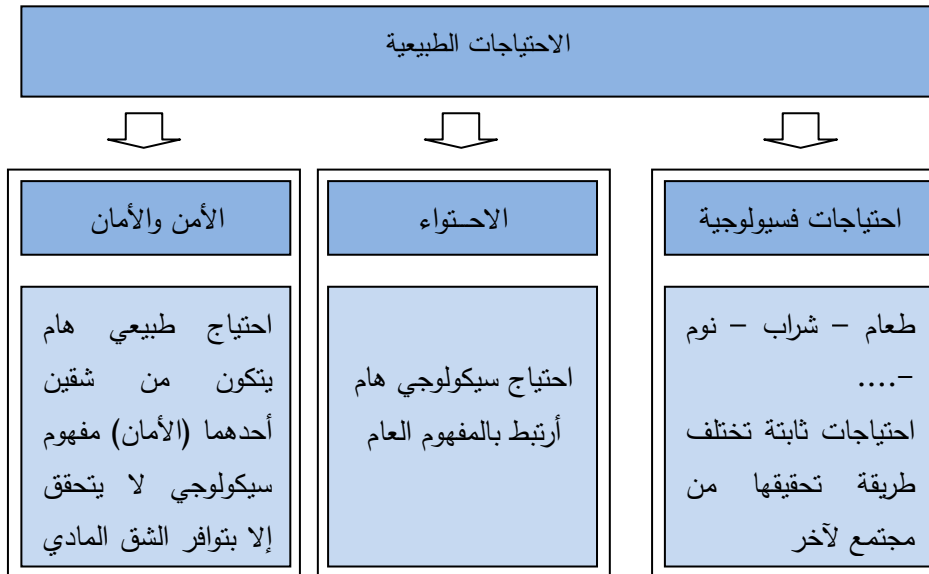 الاحتياجات الطبيعية
احتياجات فسيولوجية
طعام – شراب – نوم
–....
احتياجات ثابتة تختلف
طريقة تحقيقها من
مجتمع لآخر
الاحــتواء
احتياج سيكولوجي هام
أرتبط بالمفهوم العام
الأمن والأمان
احتياج طبيعي هام
يتكون من شقين
أحدهما (الأمان) مفهوم
سيكولوجي لا يتحقق
إلا بتوافر الشق المادي